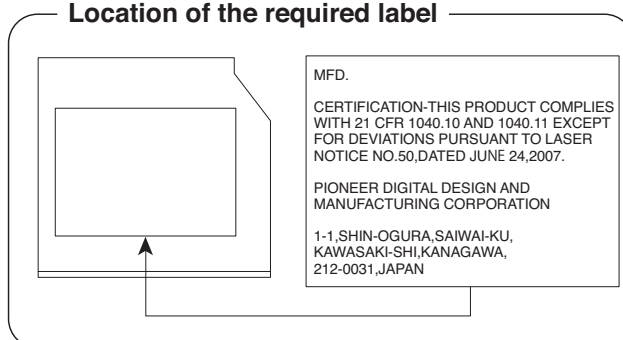 Location of the required label
MFD.
CERTIFICATION-THIS PRODUCT COMPLIES
WITH 21 CFR 1040.10 AND 1040.11 EXCEPT
FOR DEVIATIONS PURSUANT TO LASER
NOTICE NO.50,DATED JUNE 24,2007.
PIONEER DIGITAL DESIGN AND
MANUFACTURING CORPORATION
1-1,SHIN-OGURA,SAIWAI-KU,
KAWASAKI-SHI,KANAGAWA,
212-0031,JAPAN